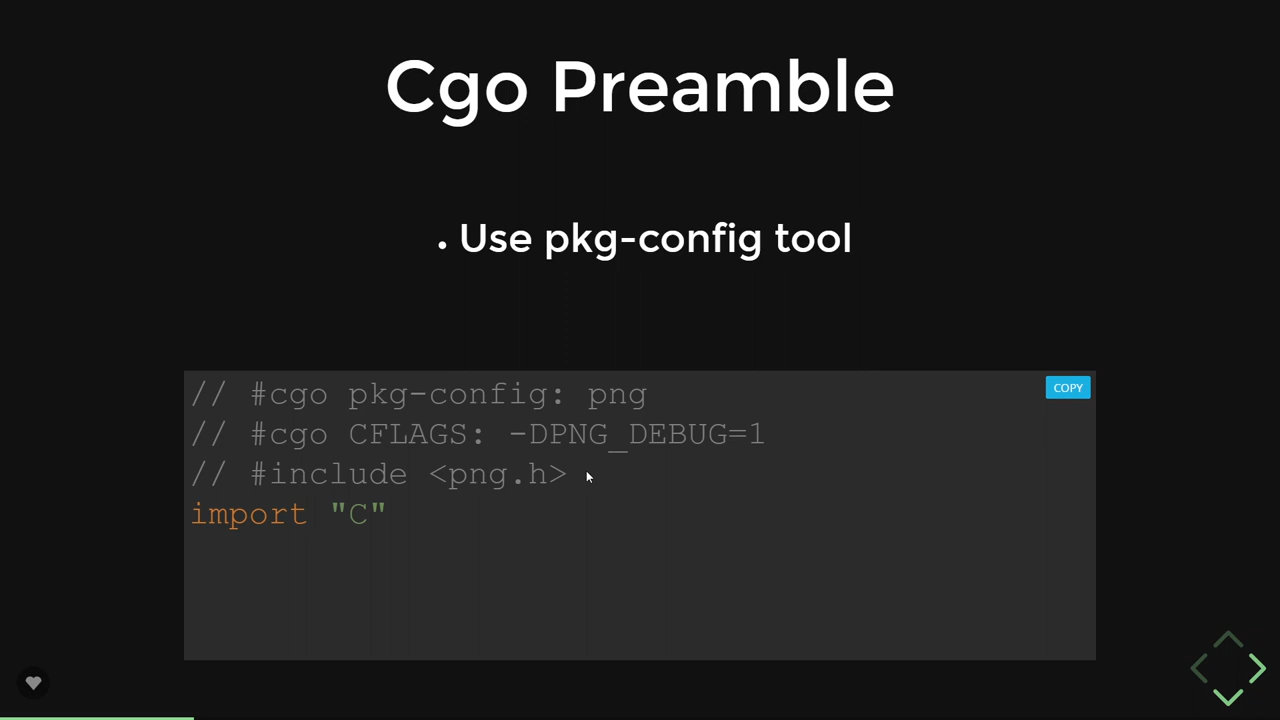 Cgo Preamble
• Use pkg-config tool
COPY
// #cgo pkg-config: png
// #cgo CFLAGS: -DPNG_DEBUG=1
// #include <png.h>
import "C"